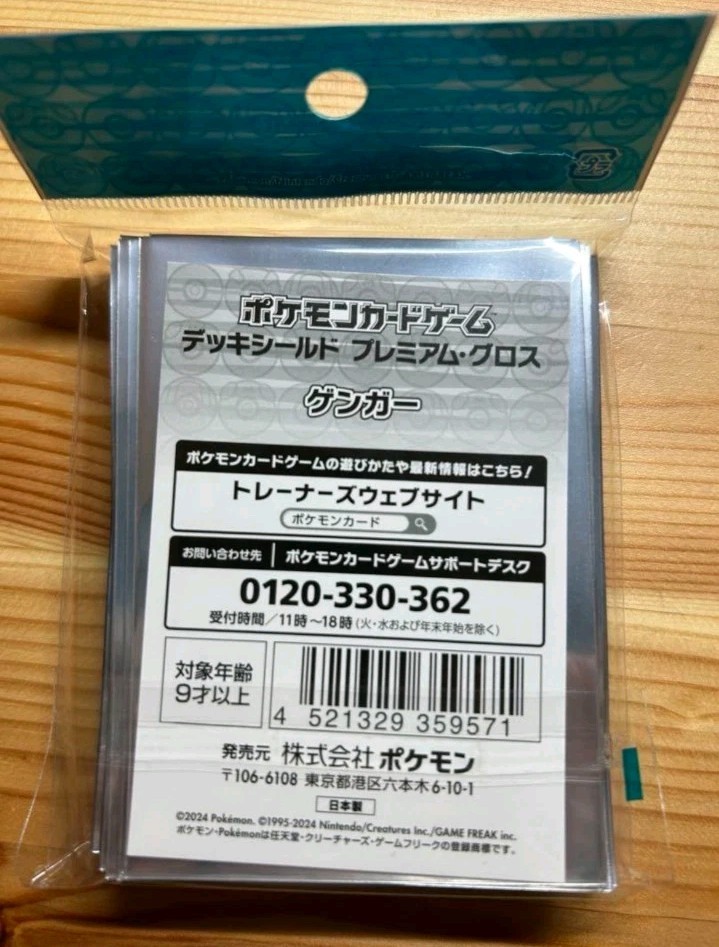 ポケモンカードゲーム
デッキシールド プレミアム・グロス
ゲンガー
ポケモンカードゲームの遊びかたや最新情報はこちら!
トレーナーズウェブサイト
ポケモンカード
お問い合わせ先 ポケモンカードゲームサポートデスク
0120-330-362
受付時間/11時~18時(火・水および年末年始を除く)
対象年齢
9才以上
4 521329 359571
発売元 株式会社ポケモン
〒106-6108 東京都港区六本木6-10-1
日本製
©2024 Pokémon. ©1995-2024 Nintendo/Creatures Inc./GAME FREAK inc.
ポケモン・Pokémonは任天堂・クリーチャーズ・ゲームフリークの登録商標です。